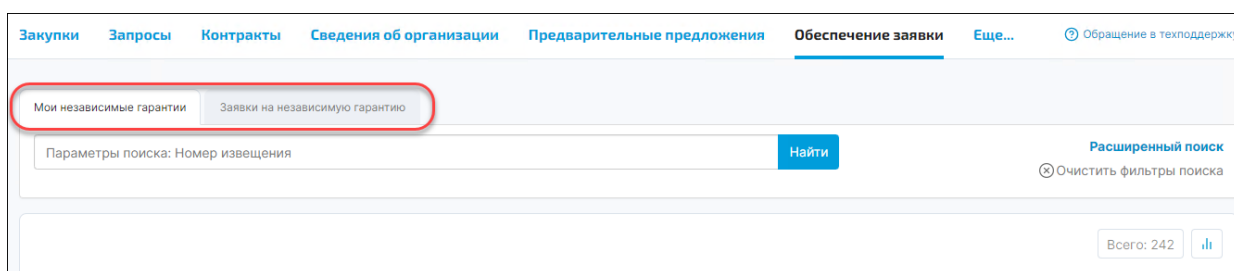 Закупки Запросы Контракты Сведения об организации Предварительные предложения Обеспечение заявки Еще... Обращение в техподдержку
Мои независимые гарантии Заявки на независимую гарантию
Параметры поиска: Номер извещения Найти Расширенный поиск
Очистить фильтры поиска
Всего: 242